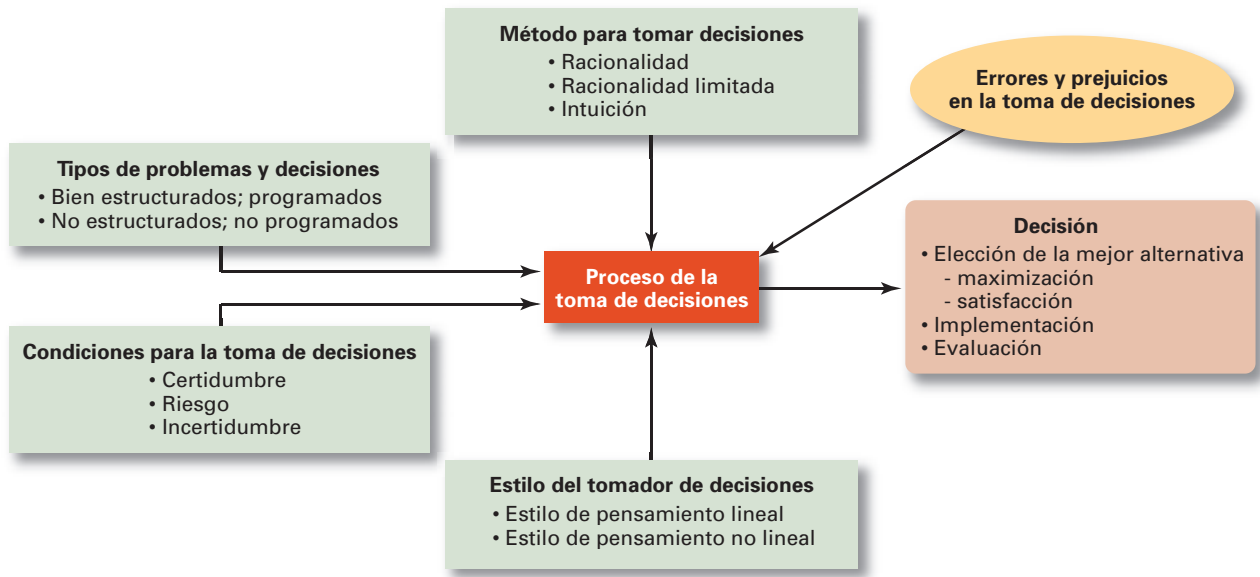 Método para tomar decisiones
• Racionalidad
• Racionalidad limitada
• Intuición
Errores y prejuicios
en la toma de decisiones
Tipos de problemas y decisiones
• Bien estructurados; programados
• No estructurados; no programados
Proceso de la
toma de decisiones
Decisión
• Elección de la mejor alternativa
- maximización
- satisfacción
• Implementación
• Evaluación
Condiciones para la toma de decisiones
• Certidumbre
• Riesgo
• Incertidumbre
Estilo del tomador de decisiones
• Estilo de pensamiento lineal
• Estilo de pensamiento no lineal